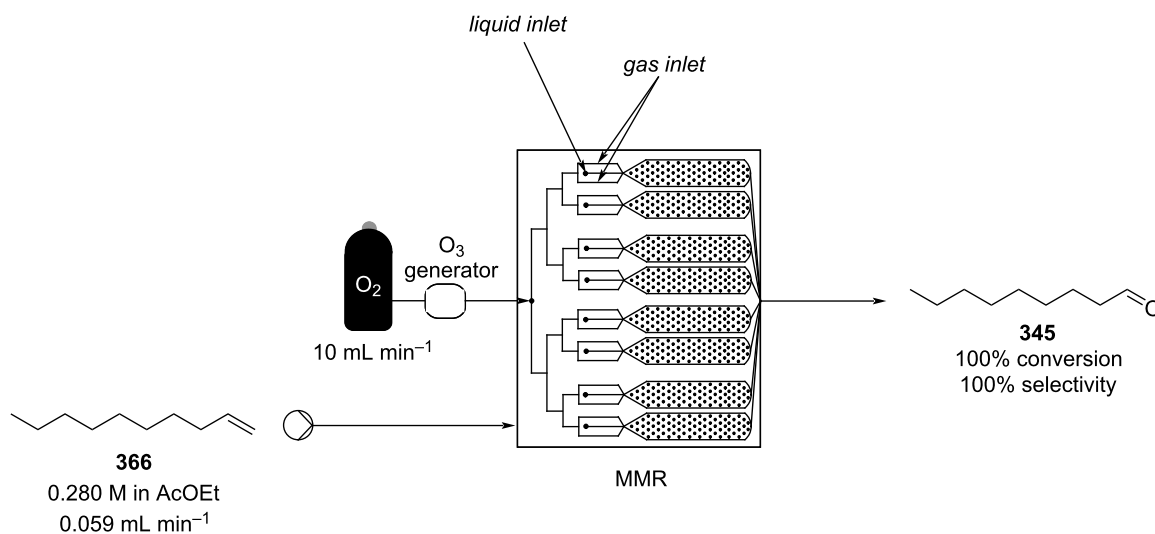 liquid inlet
gas inlet
O3
generator
O2
10 mL min–1
366
0.280 M in AcOEt
0.059 mL min–1
MMR
O
345
100% conversion
100% selectivity